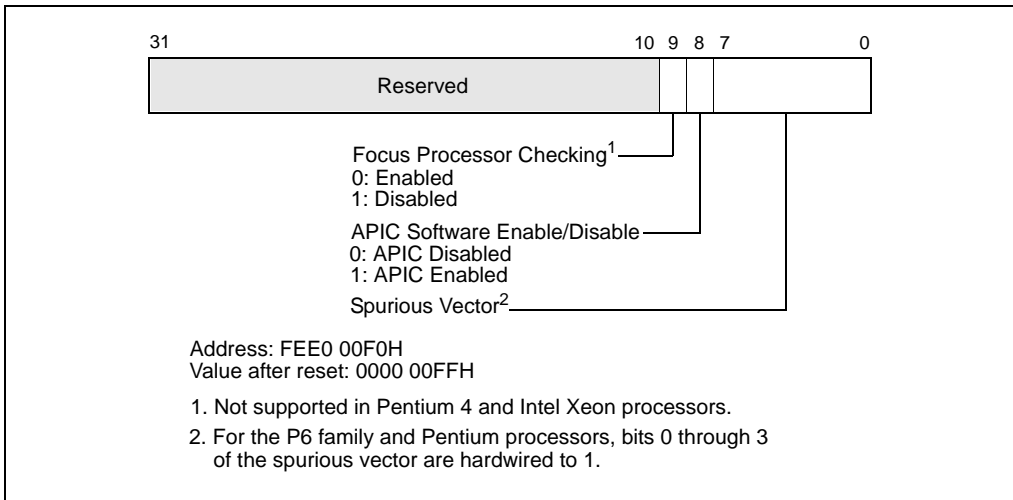 31 10 9 8 7 0
Reserved
Focus Processor Checking1
0: Enabled
1: Disabled
APIC Software Enable/Disable
0: APIC Disabled
1: APIC Enabled
Spurious Vector2
Address: FEE0 00F0H
Value after reset: 0000 00FFH
1. Not supported in Pentium 4 and Intel Xeon processors.
2. For the P6 family and Pentium processors, bits 0 through 3
of the spurious vector are hardwired to 1.